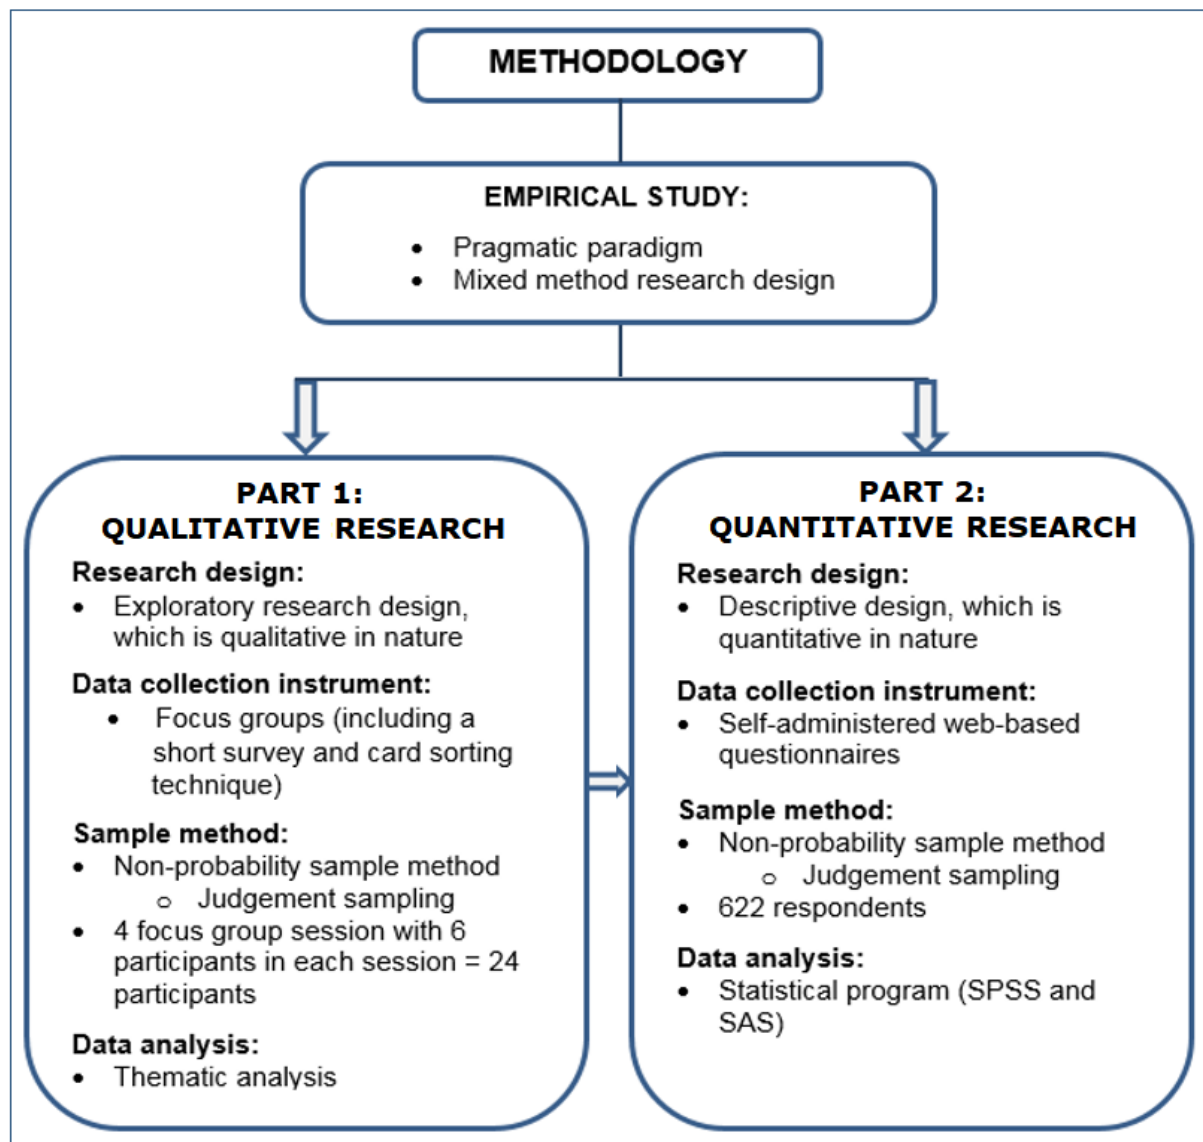 METHODOLOGY
EMPIRICAL STUDY:
• Pragmatic paradigm
• Mixed method research design
PART 1:
QUALITATIVE RESEARCH
Research design:
• Exploratory research design,
which is qualitative in nature
Data collection instrument:
• Focus groups (including a
short survey and card sorting
technique)
Sample method:
• Non-probability sample method
o Judgement sampling
• 4 focus group session with 6
participants in each session = 24
participants
Data analysis:
• Thematic analysis
PART 2:
QUANTITATIVE RESEARCH
Research design:
• Descriptive design, which is
quantitative in nature
Data collection instrument:
• Self-administered web-based
questionnaires
Sample method:
• Non-probability sample method
o Judgement sampling
• 622 respondents
Data analysis:
• Statistical program (SPSS and
SAS)